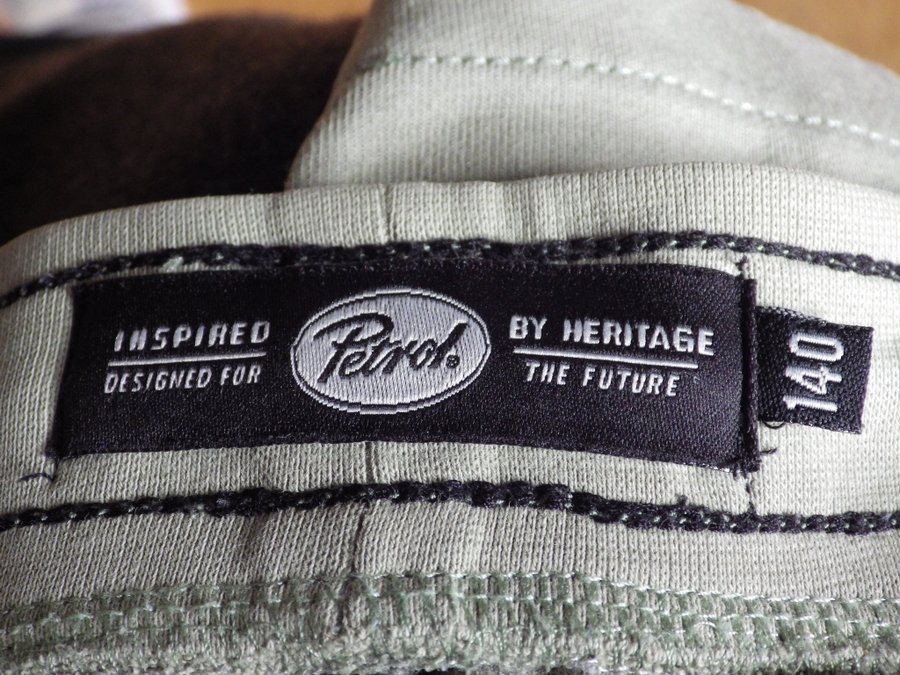 INSPIRED
DESIGNED FOR
Petrol®
BY HERITAGE
THE FUTURE
140